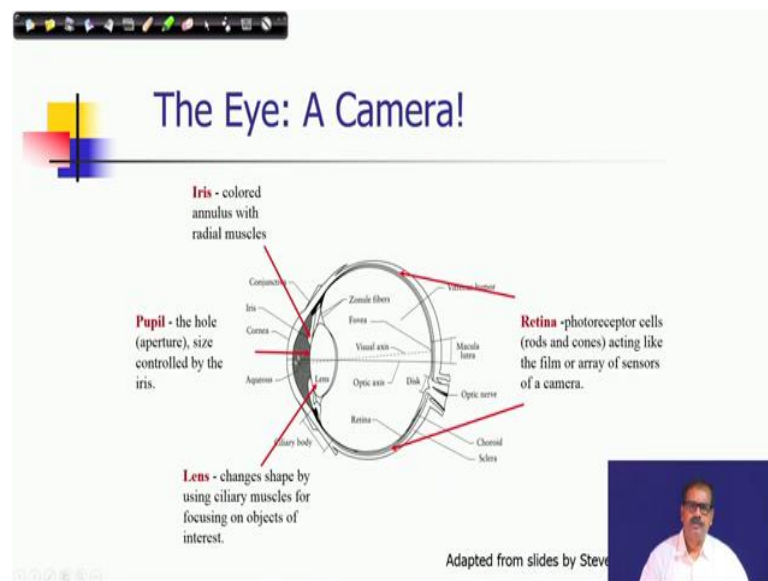 The Eye: A Camera!
Iris - colored
annulus with
radial muscles
Conjunctiva
Zonule fibers
Vitreous humor
Iris
Fovea
Cornea
Visual axis
Macula
lutea
Pupil - the hole
(aperture), size
controlled by the
iris.
Retina -photoreceptor cells
(rods and cones) acting like
the film or array of sensors
of a camera.
Aqueous
Lens
Optic axis
Disk
Optic nerve
Retina
Choroid
Ciliary body
Sclera
Lens - changes shape by
using ciliary muscles for
focusing on objects of
interest.
Adapted from slides by Steve